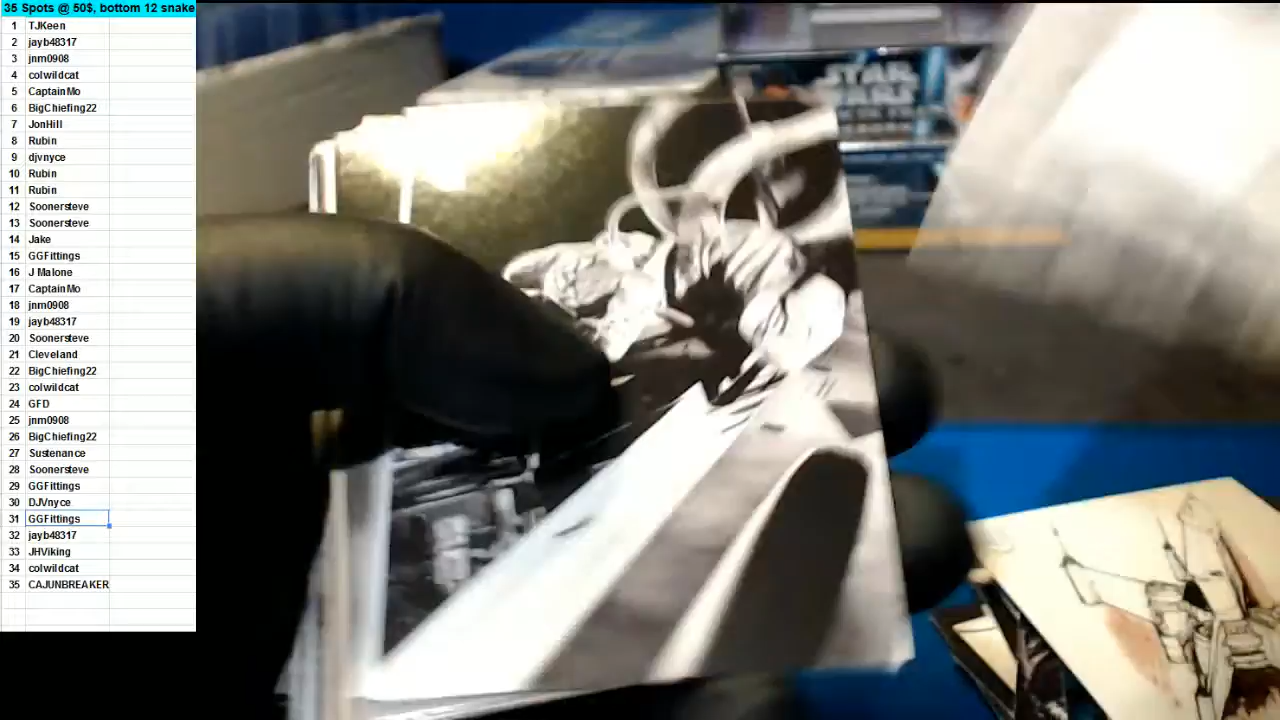 35 Spots @ 50$, bottom 12 snake
1 TJKeen
2 jayb48317
3 jnm0908
4 colwildcat
5 CaptainMo
6 BigChiefing22
7 JonHill
8 Rubin
9 djvnyce
10 Rubin
11 Rubin
12 Soonersteve
13 Soonersteve
14 Jake
15 GGFittings
16 J Malone
17 CaptainMo
18 jnm0908
19 jayb48317
20 Soonersteve
21 Cleveland
22 BigChiefing22
23 colwildcat
24 GFD
25 jnm0908
26 BigChiefing22
27 Sustenance
28 Soonersteve
29 GGFittings
30 DJVnyce
31 GGFittings
32 jayb48317
33 JHViking
34 colwildcat
35 CAJUNBREAKER
STAR
WARS